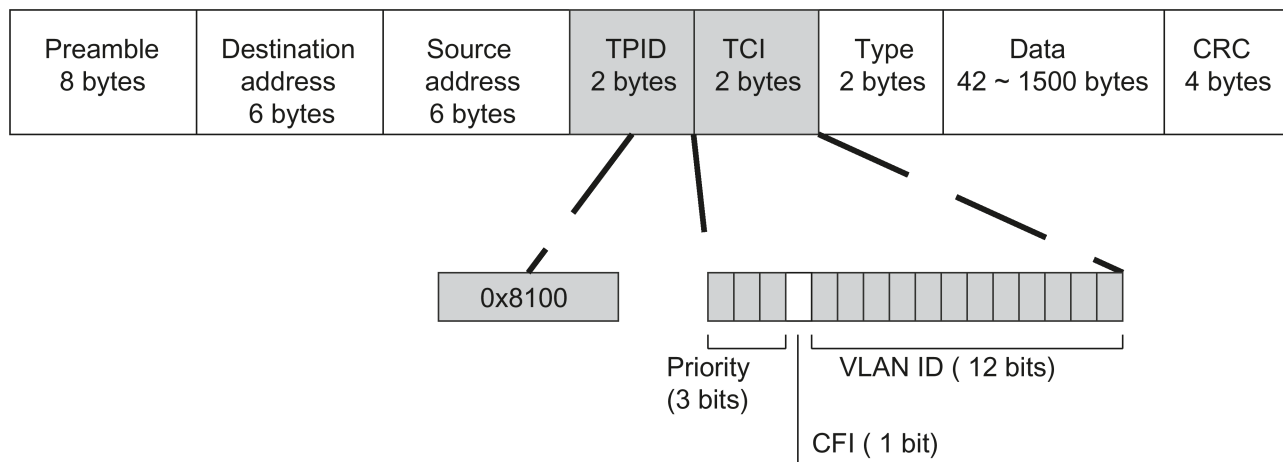 Preamble
8 bytes
Destination
address
6 bytes
Source
address
6 bytes
TPID
2 bytes
TCI
2 bytes
Type
2 bytes
Data
42 ~ 1500 bytes
CRC
4 bytes
0x8100
Priority
(3 bits)
VLAN ID ( 12 bits)
CFI ( 1 bit)